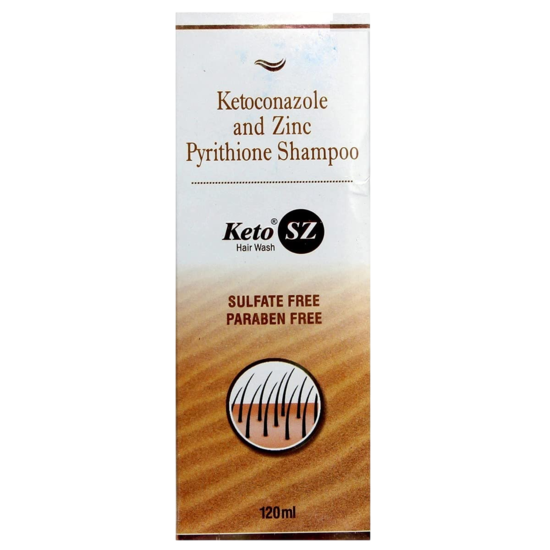 Ketoconazole
and Zinc
Pyrithione Shampoo
Keto® SZ
Hair Wash
SULFATE FREE
PARABEN FREE
120ml